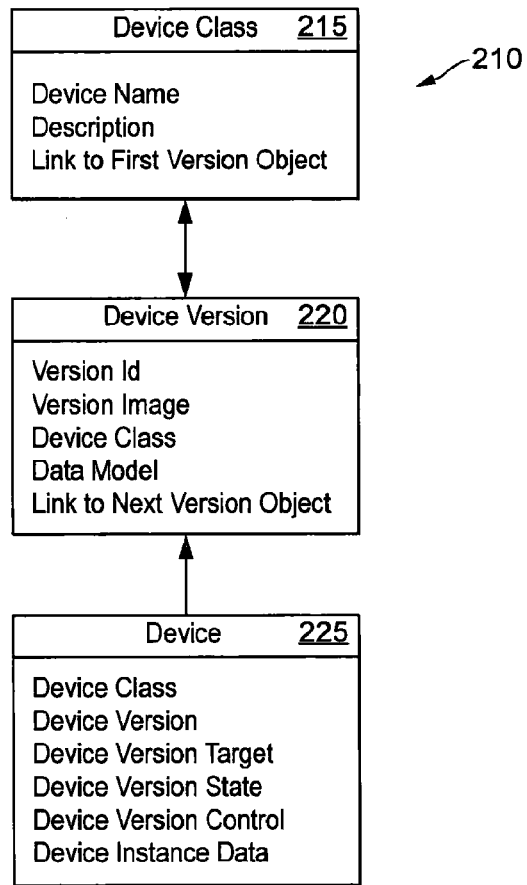 Device Class 215
210
Device Name
Description
Link to First Version Object
Device Version 220
Version Id
Version Image
Device Class
Data Model
Link to Next Version Object
Device 225
Device Class
Device Version
Device Version Target
Device Version State
Device Version Control
Device Instance Data